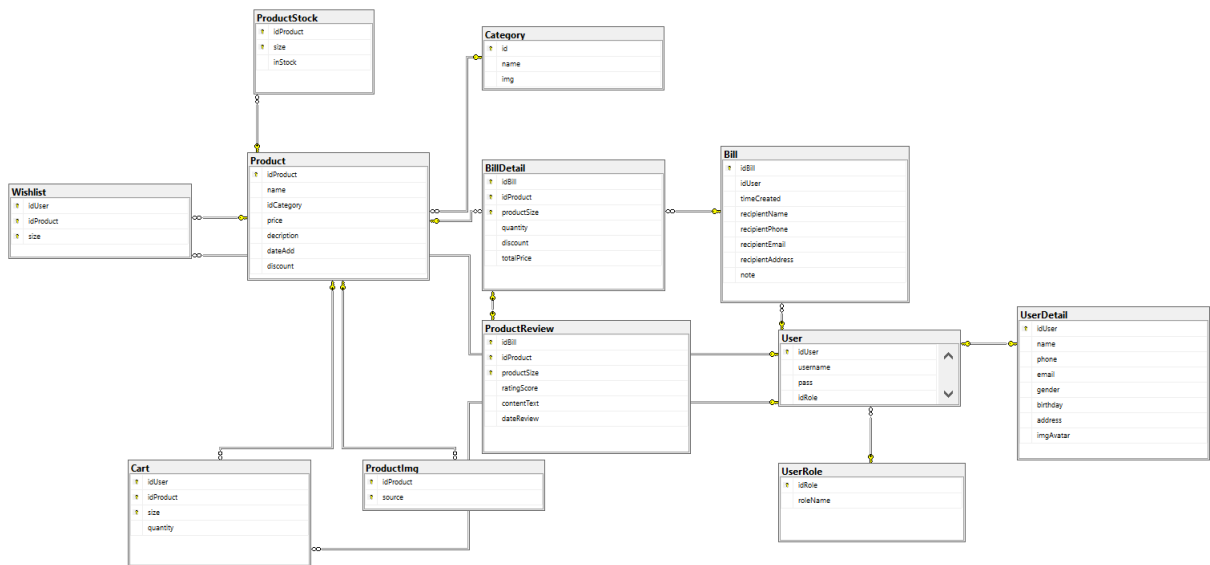 ProductStock
idProduct
size
inStock
Category
id
name
img
Product
idProduct
name
idCategory
price
decription
dateAdd
discount
BillDetail
idBill
idProduct
productSize
quantity
discount
totalPrice
Bill
idBill
idUser
timeCreated
recipientName
recipientPhone
recipientEmail
recipientAddress
note
Wishlist
idUser
idProduct
size
ProductReview
idBill
idProduct
productSize
ratingScore
contentText
dateReview
User
idUser
username
pass
idRole
UserDetail
idUser
name
phone
email
gender
birthday
address
imgAvatar
Cart
idUser
idProduct
size
quantity
ProductImg
idProduct
source
UserRole
idRole
roleName